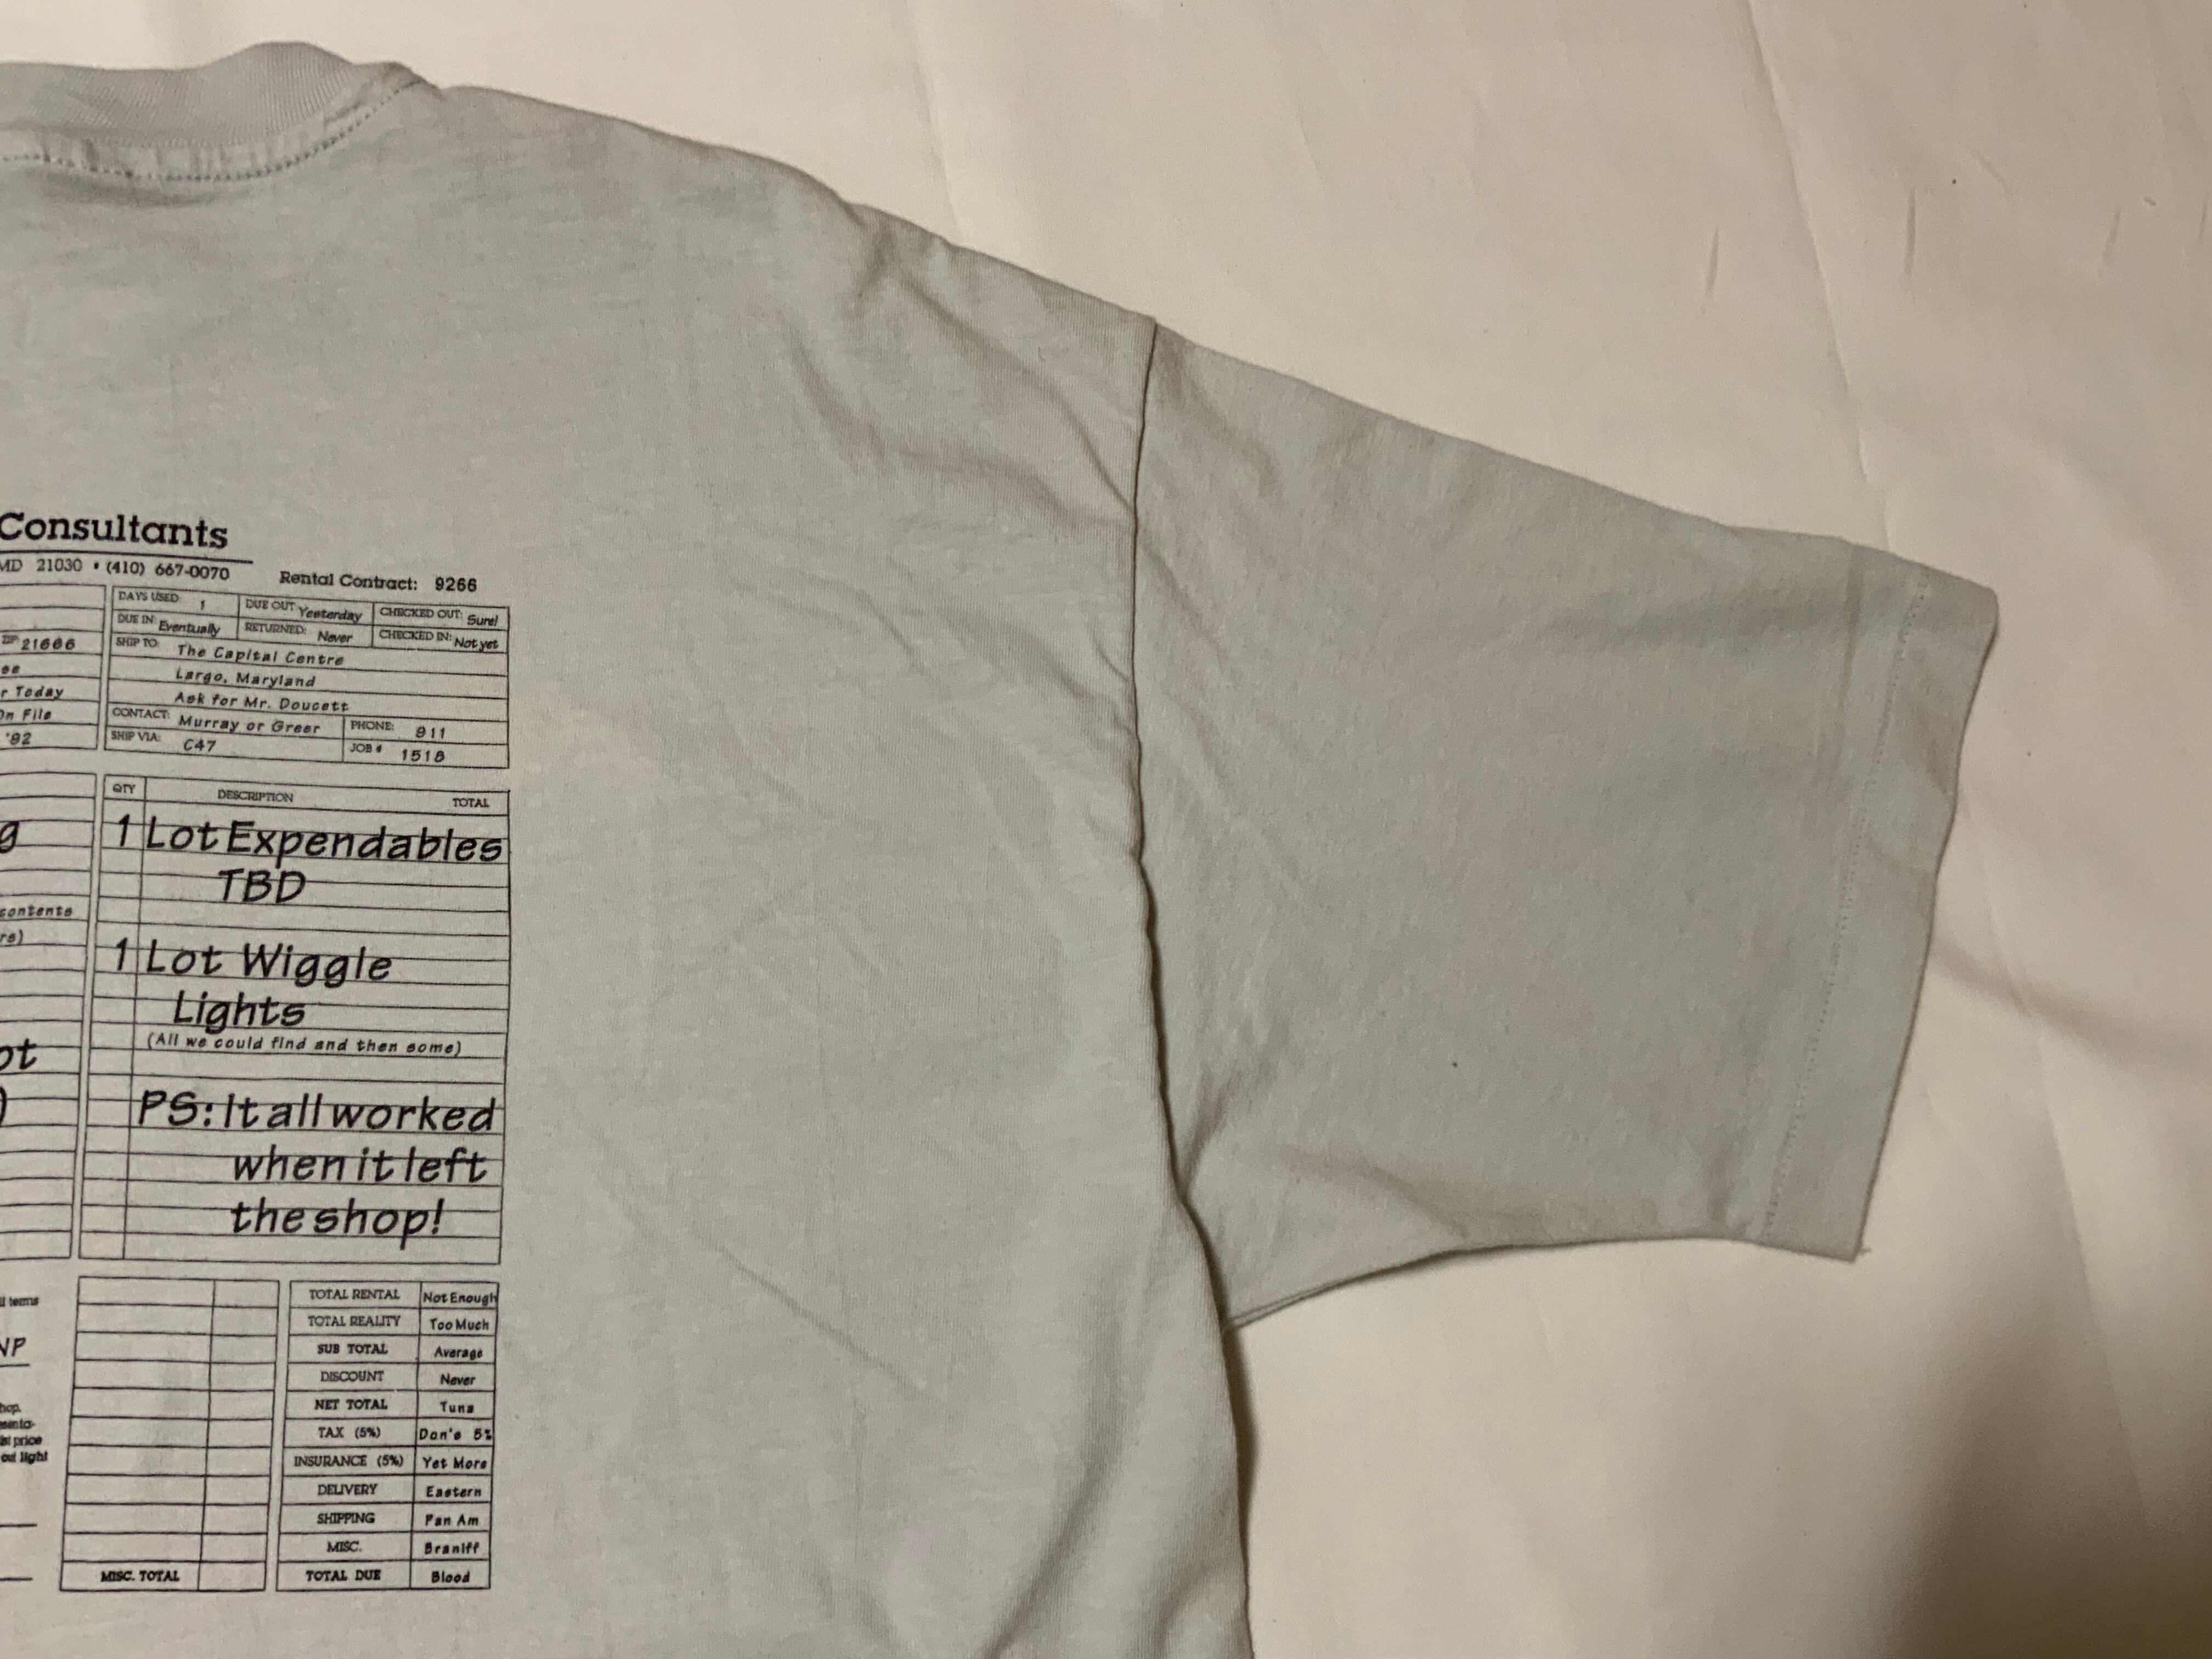 Consultants
MD 21030 • (410) 667-0070
Rental Contract: 9266
DAYS USED: 1 DUE OUT: Yesterday CHECKED OUT: Sure!
DUE IN: Eventually RETURNED: Never CHECKED IN: Not yet
ZIP: 21666
SHIP TO: The Capital Centre
Largo, Maryland
Today
Ask for Mr. Doucett
On File
CONTACT: Murray or Greer PHONE: 911
'92
SHIP VIA: C47 JOB # 1518
QTY DESCRIPTION TOTAL
1 Lot Expendables
TBD
contents
1 Lot Wiggle
Lights
(All we could find and then some)
PS: It all worked
when it left
the shop!
TOTAL RENTAL Not Enough
TOTAL REALITY Too Much
SUB TOTAL Average
DISCOUNT Never
NET TOTAL Tuna
TAX (5%) Don's 5%
INSURANCE (5%) Yet More
DELIVERY Eastern
SHIPPING Pan Am
MISC. Braniff
TOTAL DUE Blood
MISC. TOTAL
price
out light